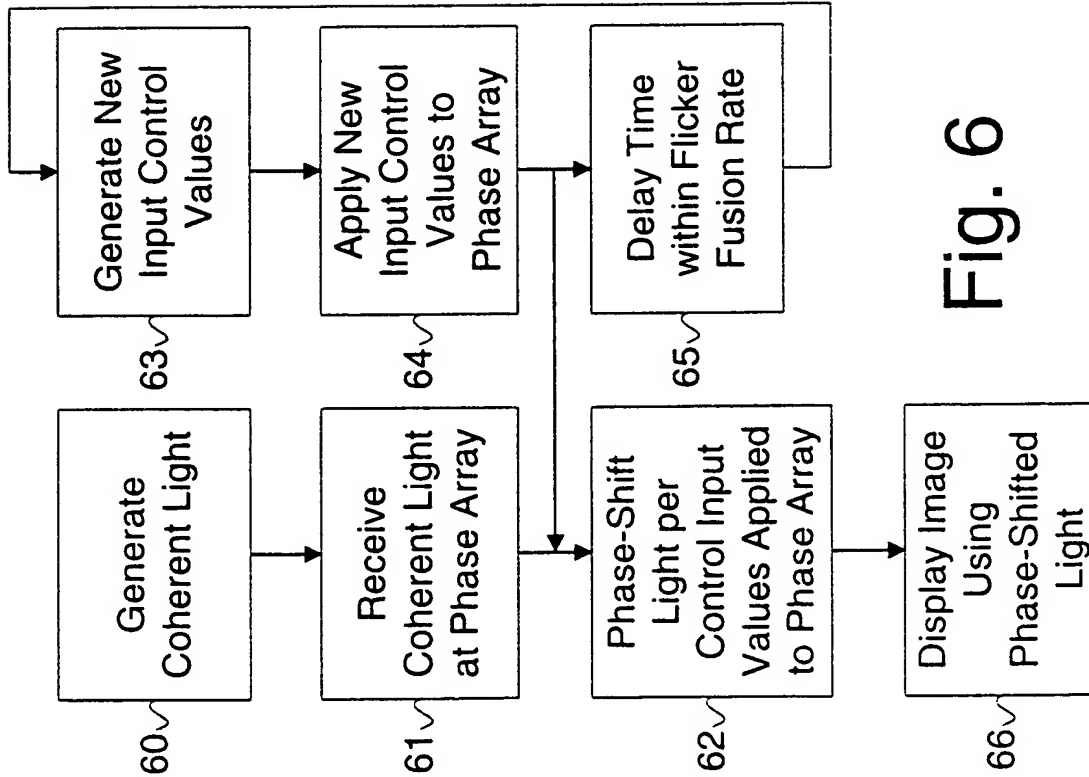 60
Generate
Coherent Light
61
Receive
Coherent Light
at Phase Array
62
Phase-Shift
Light per
Control Input
Values Applied
to Phase Array
66
Display Image
Using
Phase-Shifted
Light
63
Generate New
Input Control
Values
64
Apply New
Input Control
Values to
Phase Array
65
Delay Time
within Flicker
Fusion Rate
Fig. 6